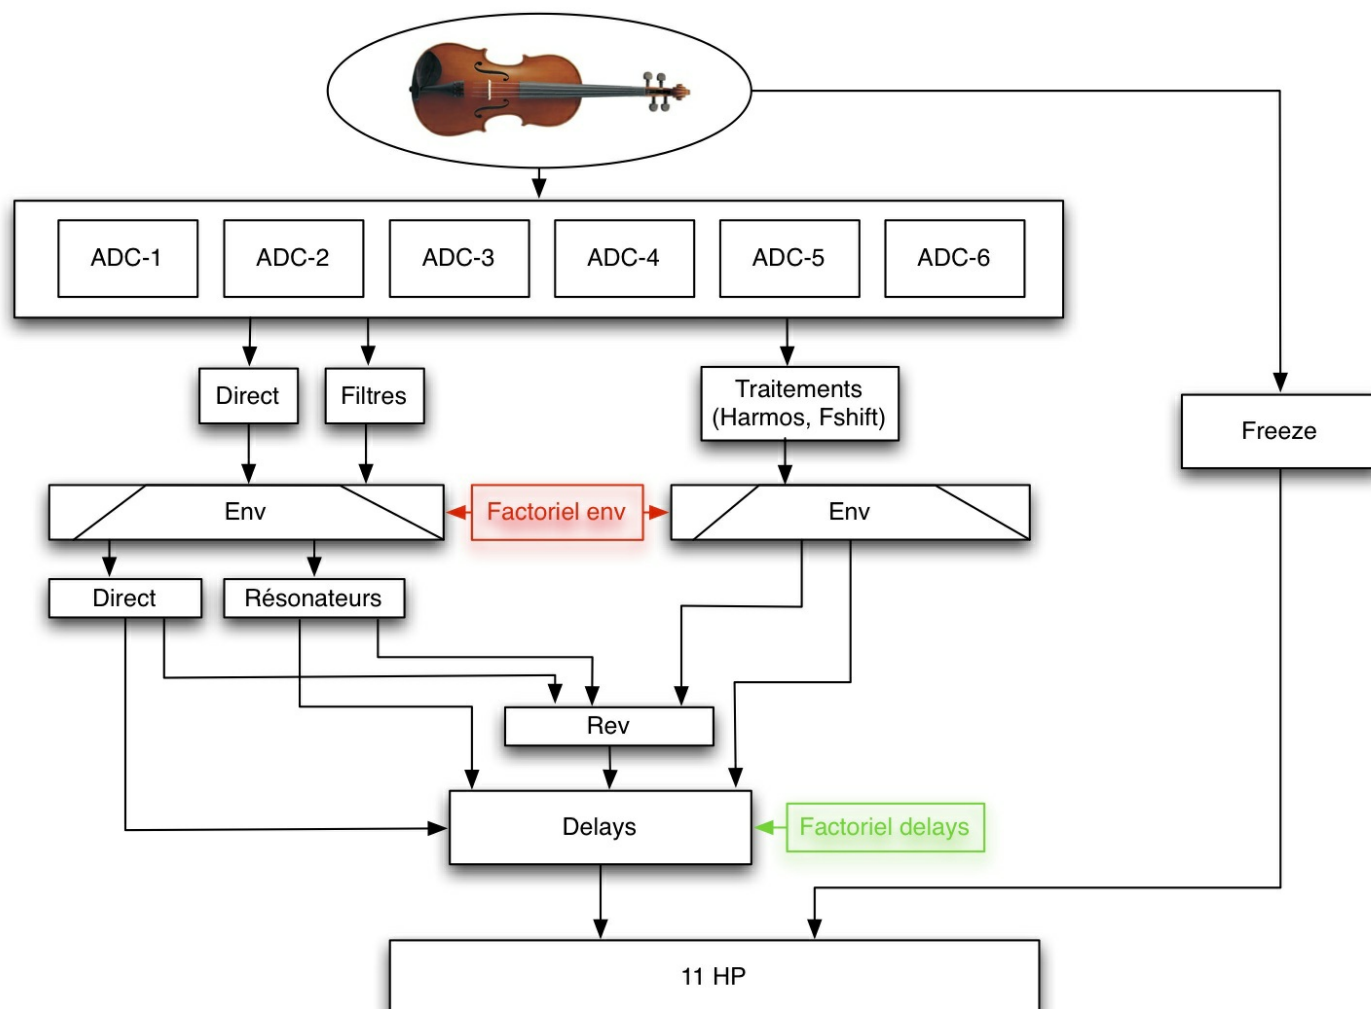 ADC-1
ADC-2
ADC-3
ADC-4
ADC-5
ADC-6
Direct
Filtres
Traitements
(Harmos, Fshift)
Freeze
Env
Factoriel env
Env
Direct
Résonateurs
Rev
Delays
Factoriel delays
11 HP